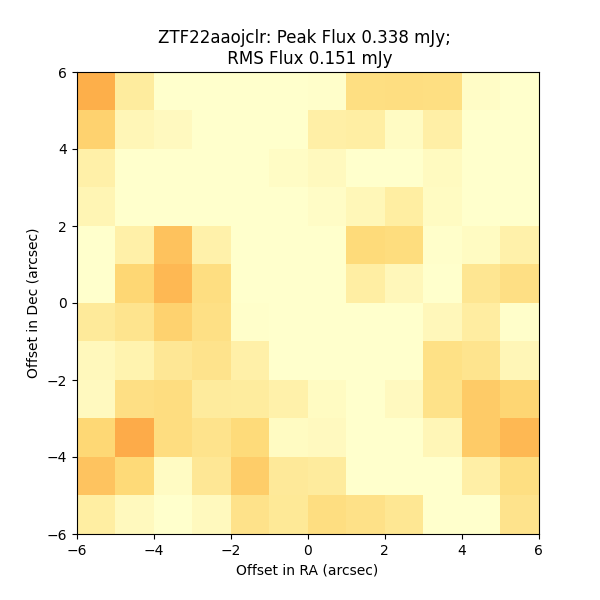 ZTF22aaojclr: Peak Flux 0.338 mJy;
RMS Flux 0.151 mJy
6
4
2
0
−2
−4
−6
Offset in Dec (arcsec)
−6 −4 −2 0 2 4 6
Offset in RA (arcsec)